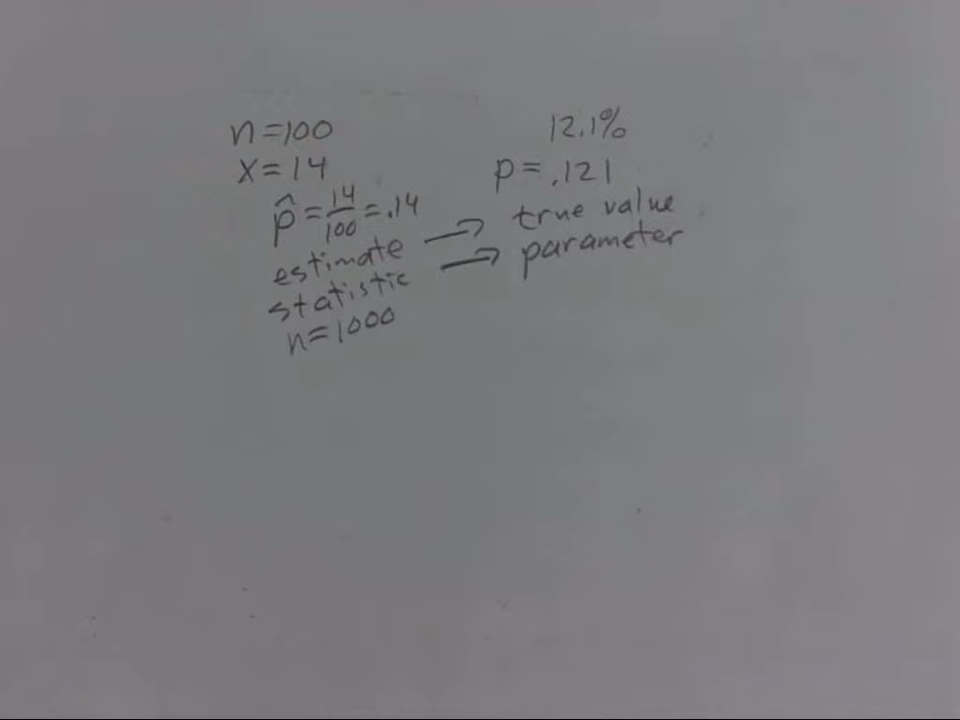 n=100
x=14
p̂=14/100=.14
estimate → true value
statistic → parameter
n=1000
12.1%
p=.121